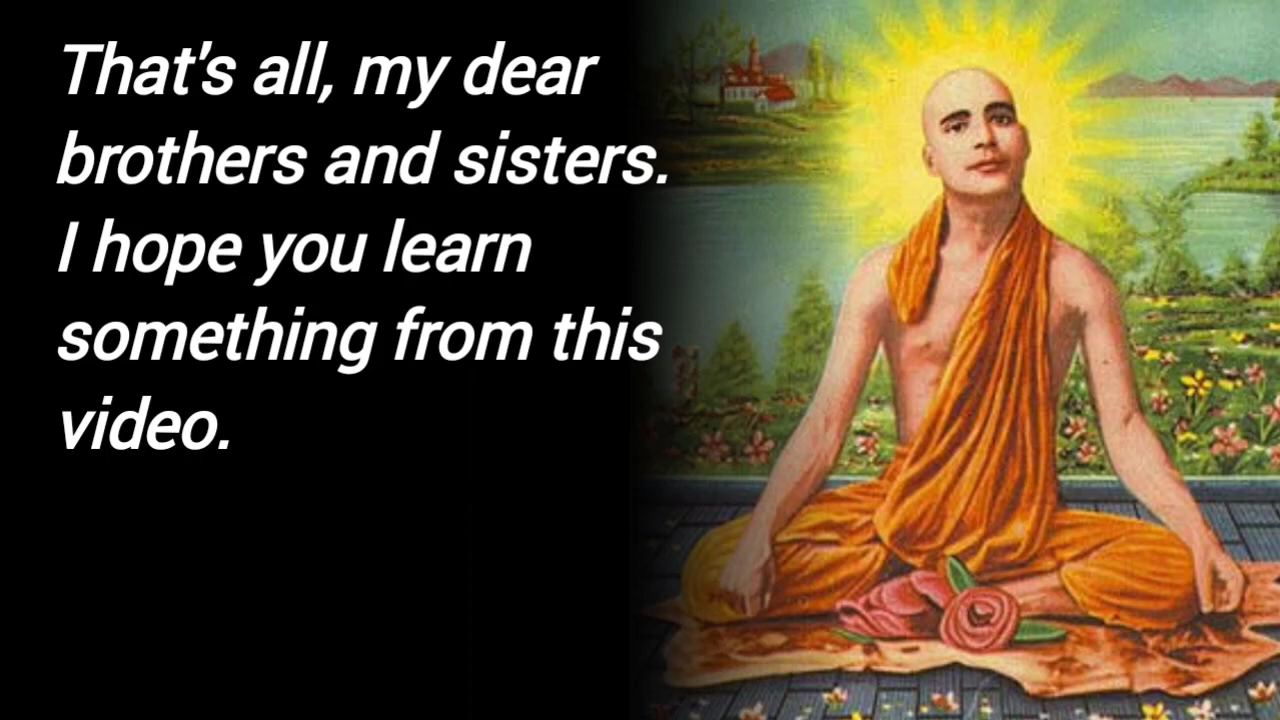 That's all, my dear
brothers and sisters.
I hope you learn
something from this
video.